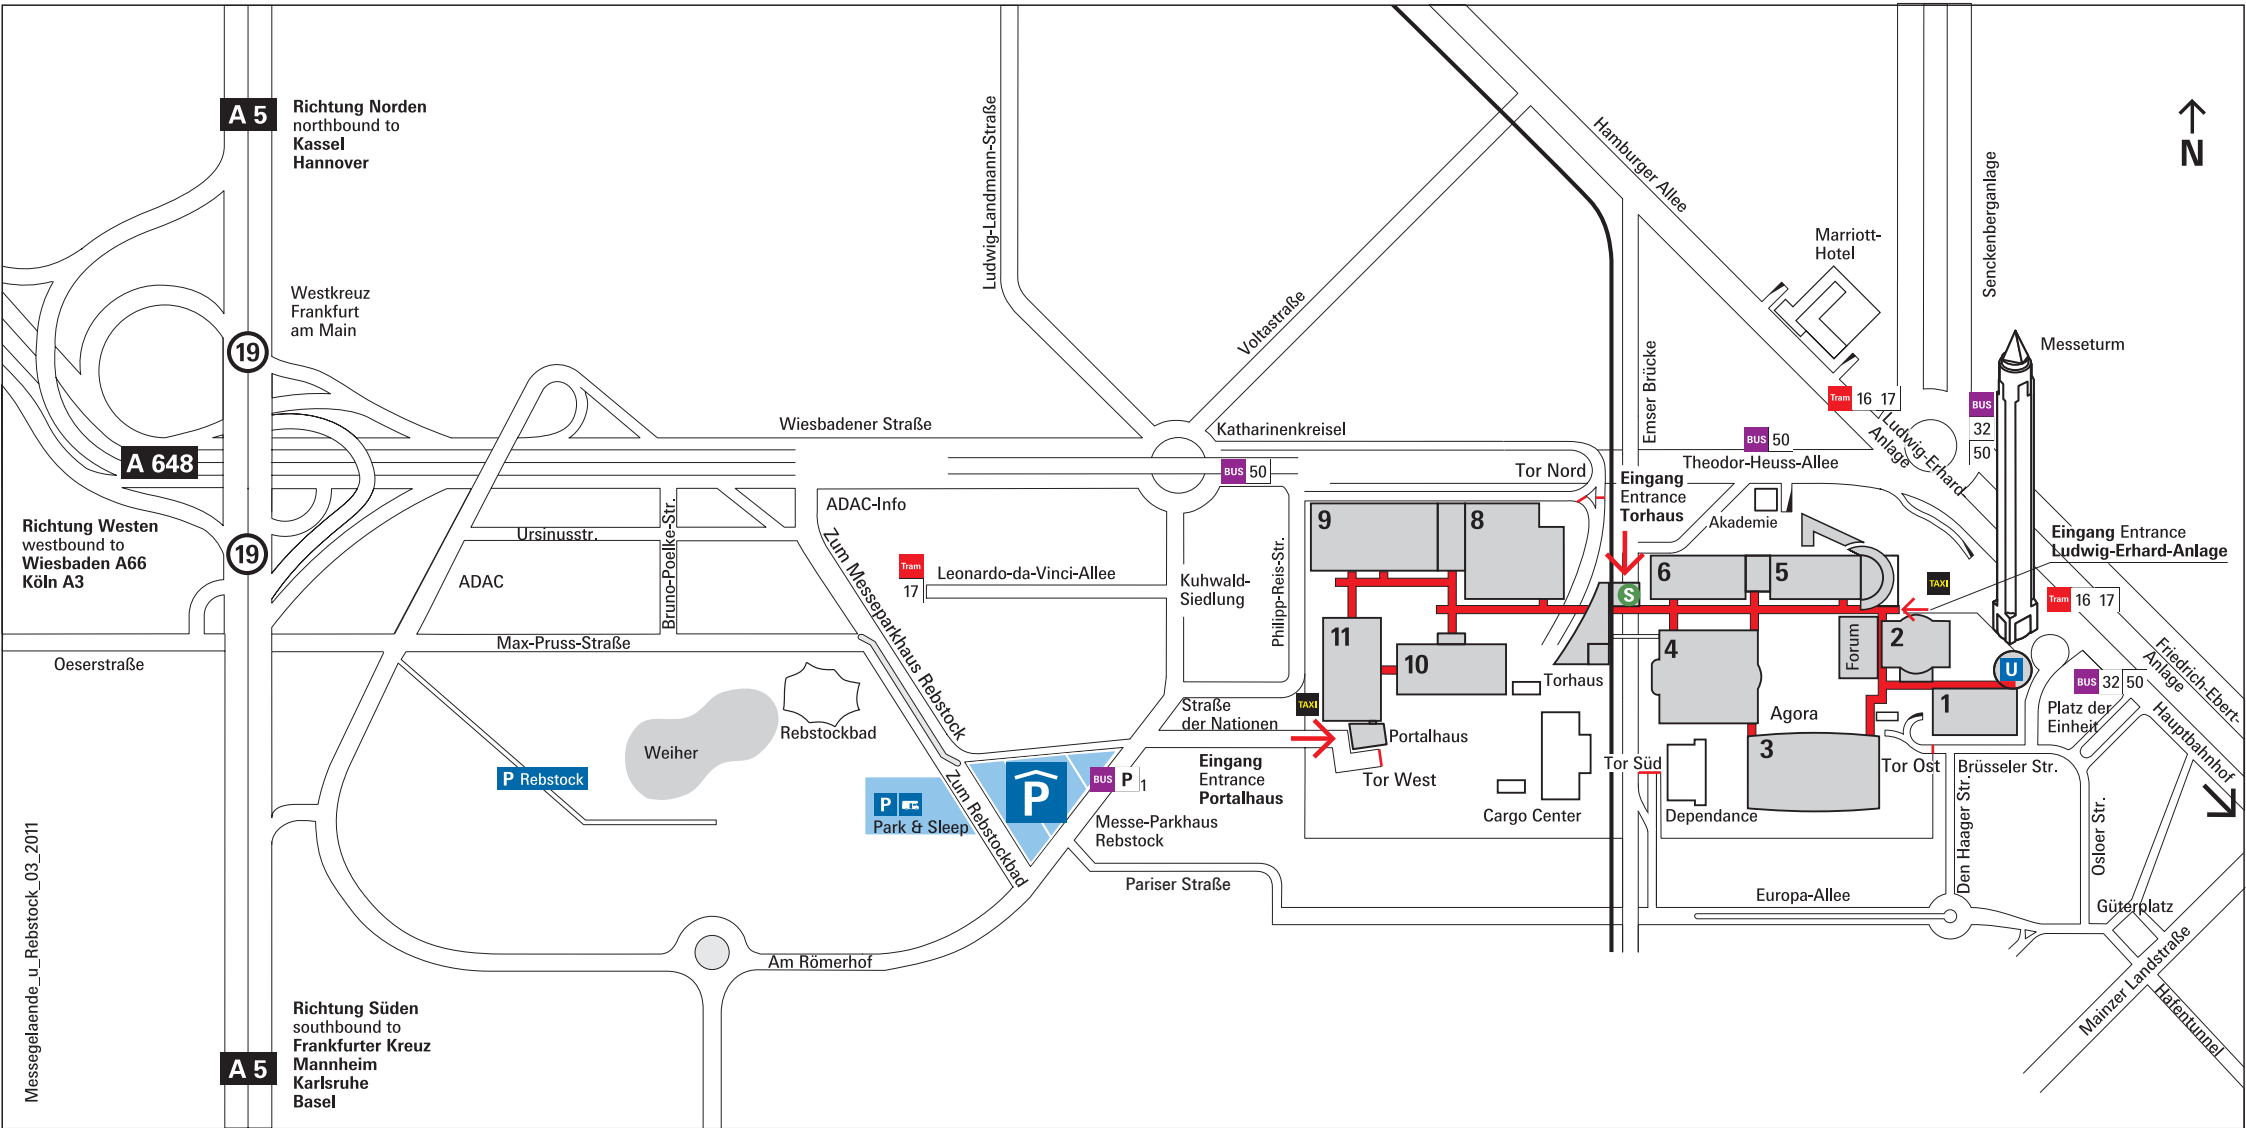 A 5
Richtung Norden
northbound to
Kassel
Hannover
Westkreuz
Frankfurt
am Main
19
A 648
Richtung Westen
westbound to
Wiesbaden A66
Köln A3
19
Oeserstraße
Richtung Süden
southbound to
Frankfurter Kreuz
Mannheim
Karlsruhe
Basel
A 5
Messegelaende_u_Rebstock_03_2011
Wiesbadener Straße
Ludwig-Landmann-Straße
Voltastraße
Katharinenkreisel
BUS 50
ADAC-Info
Ursinusstr.
Bruno-Poelke-Str.
ADAC
Max-Pruss-Straße
Zum Messeparkhaus Rebstock
Tram
17
Leonardo-da-Vinci-Allee
Kuhwald-
Siedlung
Philipp-Reis-Str.
Weiher
Rebstockbad
P Rebstock
P
Park & Sleep
Zum Rebstockbad
P
BUS P 1
Messe-Parkhaus
Rebstock
Pariser Straße
Am Römerhof
Straße
der Nationen
TAXI
Eingang
Entrance
Portalhaus
Portalhaus
Tor West
Hamburger Allee
Marriott-
Hotel
Senckenberganlage
N
Messeturm
Emser Brücke
Tram 16 17
BUS
32
50
Ludwig-Erhard-
Anlage
BUS 50
Theodor-Heuss-Allee
Tor Nord
Eingang
Entrance
Torhaus
Akademie
Eingang Entrance
Ludwig-Erhard-Anlage
TAXI
Tram 16 17
9
8
6
5
S
11
10
4
Forum
2
U
1
3
Torhaus
Agora
Friedrich-Ebert-
Anlage
BUS 32 50
Platz der
Einheit
Hauptbahnhof
Cargo Center
Tor Süd
Dependance
Tor Ost
Brüsseler Str.
Den Haager Str.
Osloer Str.
Europa-Allee
Güterplatz
Mainzer Landstraße
Hafentunnel